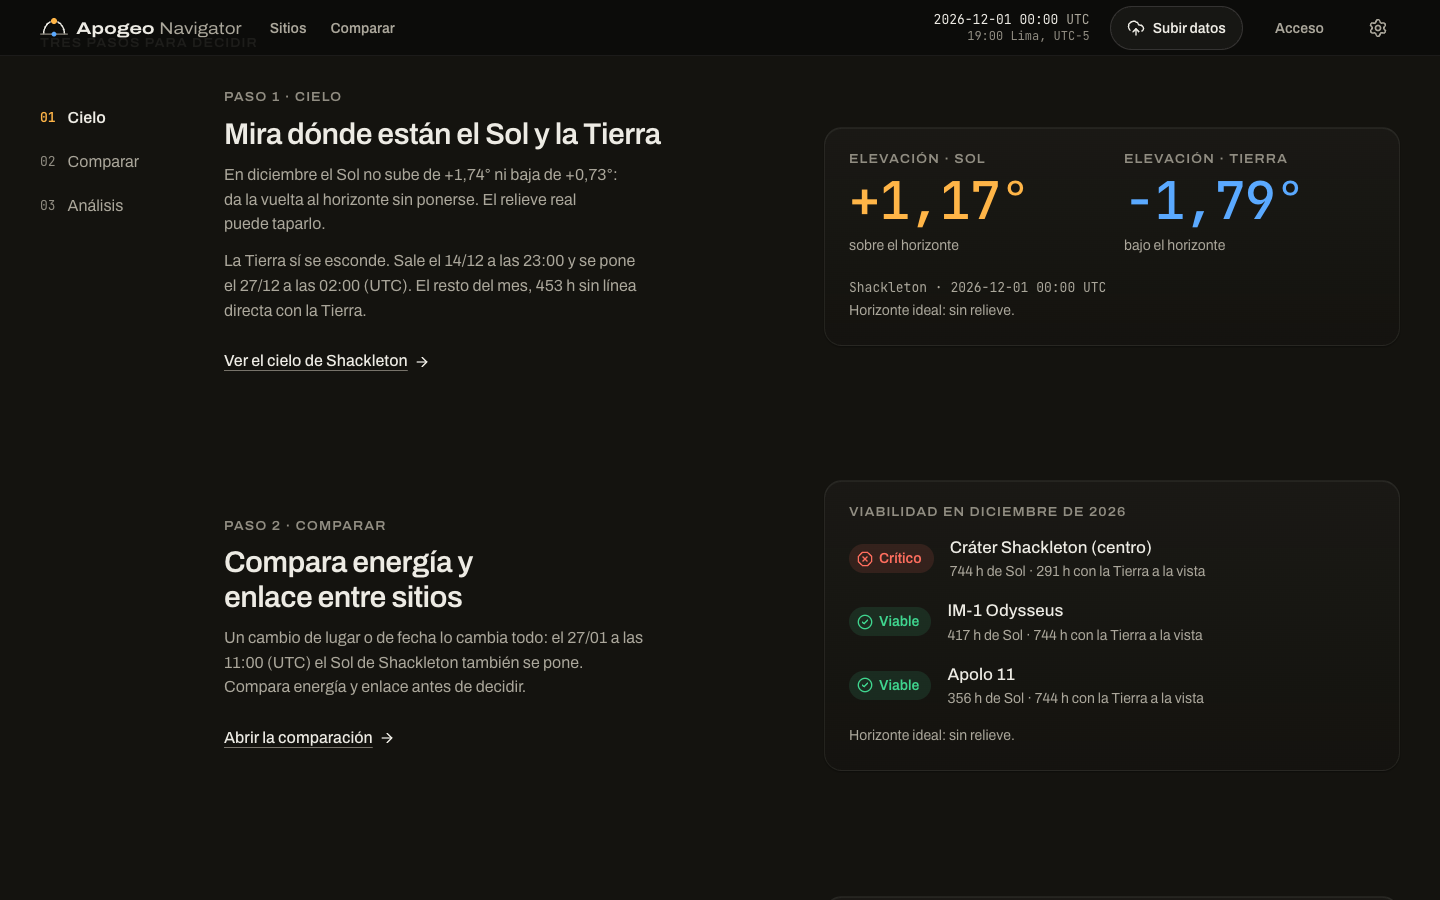 Apogeo Navigator
Sitios
Comparar
2026-12-01 00:00 UTC
19:00 Lima, UTC-5
Subir datos
Acceso
TRES PASOS PARA DECIDIR
01 Cielo
02 Comparar
03 Análisis
PASO 1 · CIELO
Mira dónde están el Sol y la Tierra
En diciembre el Sol no sube de +1,74° ni baja de +0,73°:
da la vuelta al horizonte sin ponerse. El relieve real
puede taparlo.
La Tierra sí se esconde. Sale el 14/12 a las 23:00 y se pone
el 27/12 a las 02:00 (UTC). El resto del mes, 453 h sin línea
directa con la Tierra.
Ver el cielo de Shackleton →
ELEVACIÓN · SOL
+1,17°
sobre el horizonte
ELEVACIÓN · TIERRA
-1,79°
bajo el horizonte
Shackleton · 2026-12-01 00:00 UTC
Horizonte ideal: sin relieve.
PASO 2 · COMPARAR
Compara energía y
enlace entre sitios
Un cambio de lugar o de fecha lo cambia todo: el 27/01 a las
11:00 (UTC) el Sol de Shackleton también se pone.
Compara energía y enlace antes de decidir.
Abrir la comparación →
VIABILIDAD EN DICIEMBRE DE 2026
Crítico
Cráter Shackleton (centro)
744 h de Sol · 291 h con la Tierra a la vista
Viable
IM-1 Odysseus
417 h de Sol · 744 h con la Tierra a la vista
Viable
Apolo 11
356 h de Sol · 744 h con la Tierra a la vista
Horizonte ideal: sin relieve.